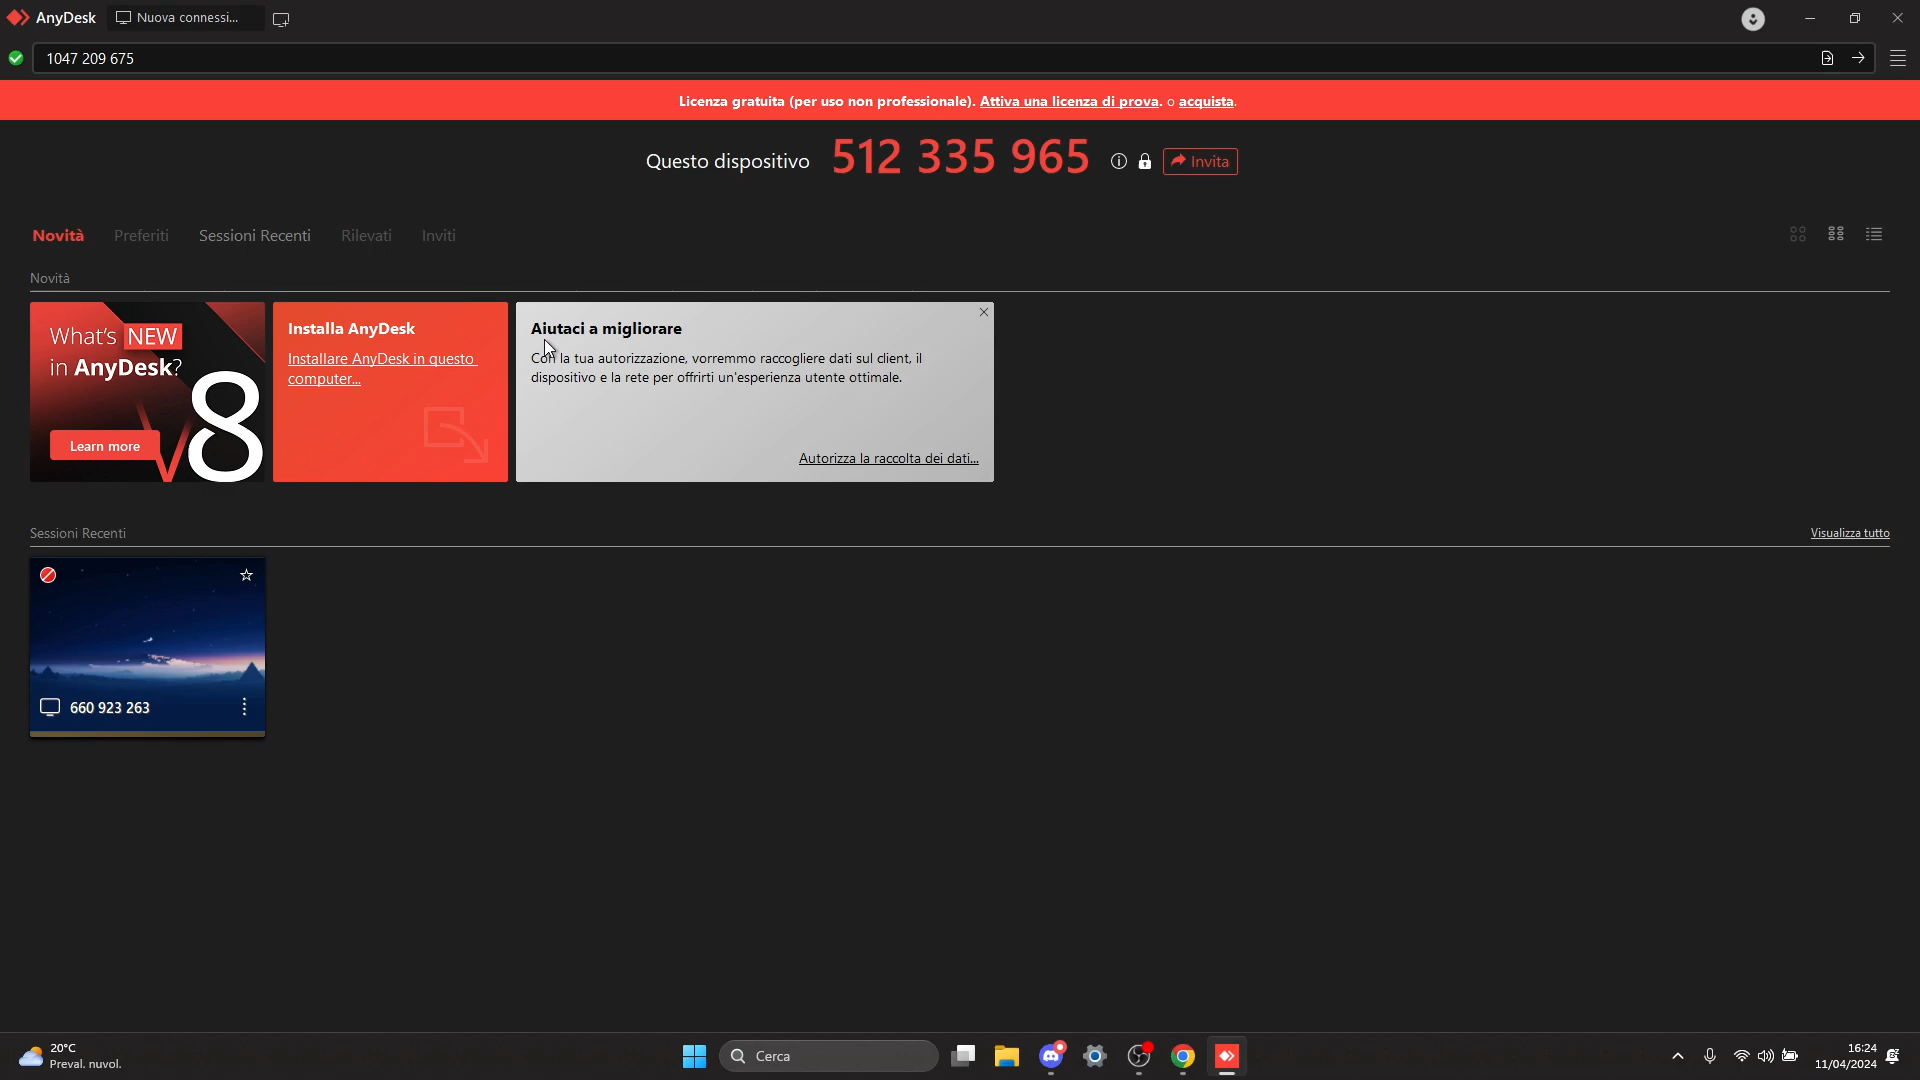 AnyDesk
Nuova connessi...
1047 209 675
Licenza gratuita (per uso non professionale). Attiva una licenza di prova. o acquista.
Questo dispositivo 512 335 965 Invita
Novità Preferiti Sessioni Recenti Rilevati Inviti
Novità
What's NEW
in AnyDesk?
8
Learn more
Installa AnyDesk
Installare AnyDesk in questo
computer...
Aiutaci a migliorare
Con la tua autorizzazione, vorremmo raccogliere dati sul client, il
dispositivo e la rete per offrirti un'esperienza utente ottimale.
Autorizza la raccolta dei dati...
Sessioni Recenti
Visualizza tutto
660 923 263
20°C
Preval. nuvol.
Cerca
16:24
11/04/2024